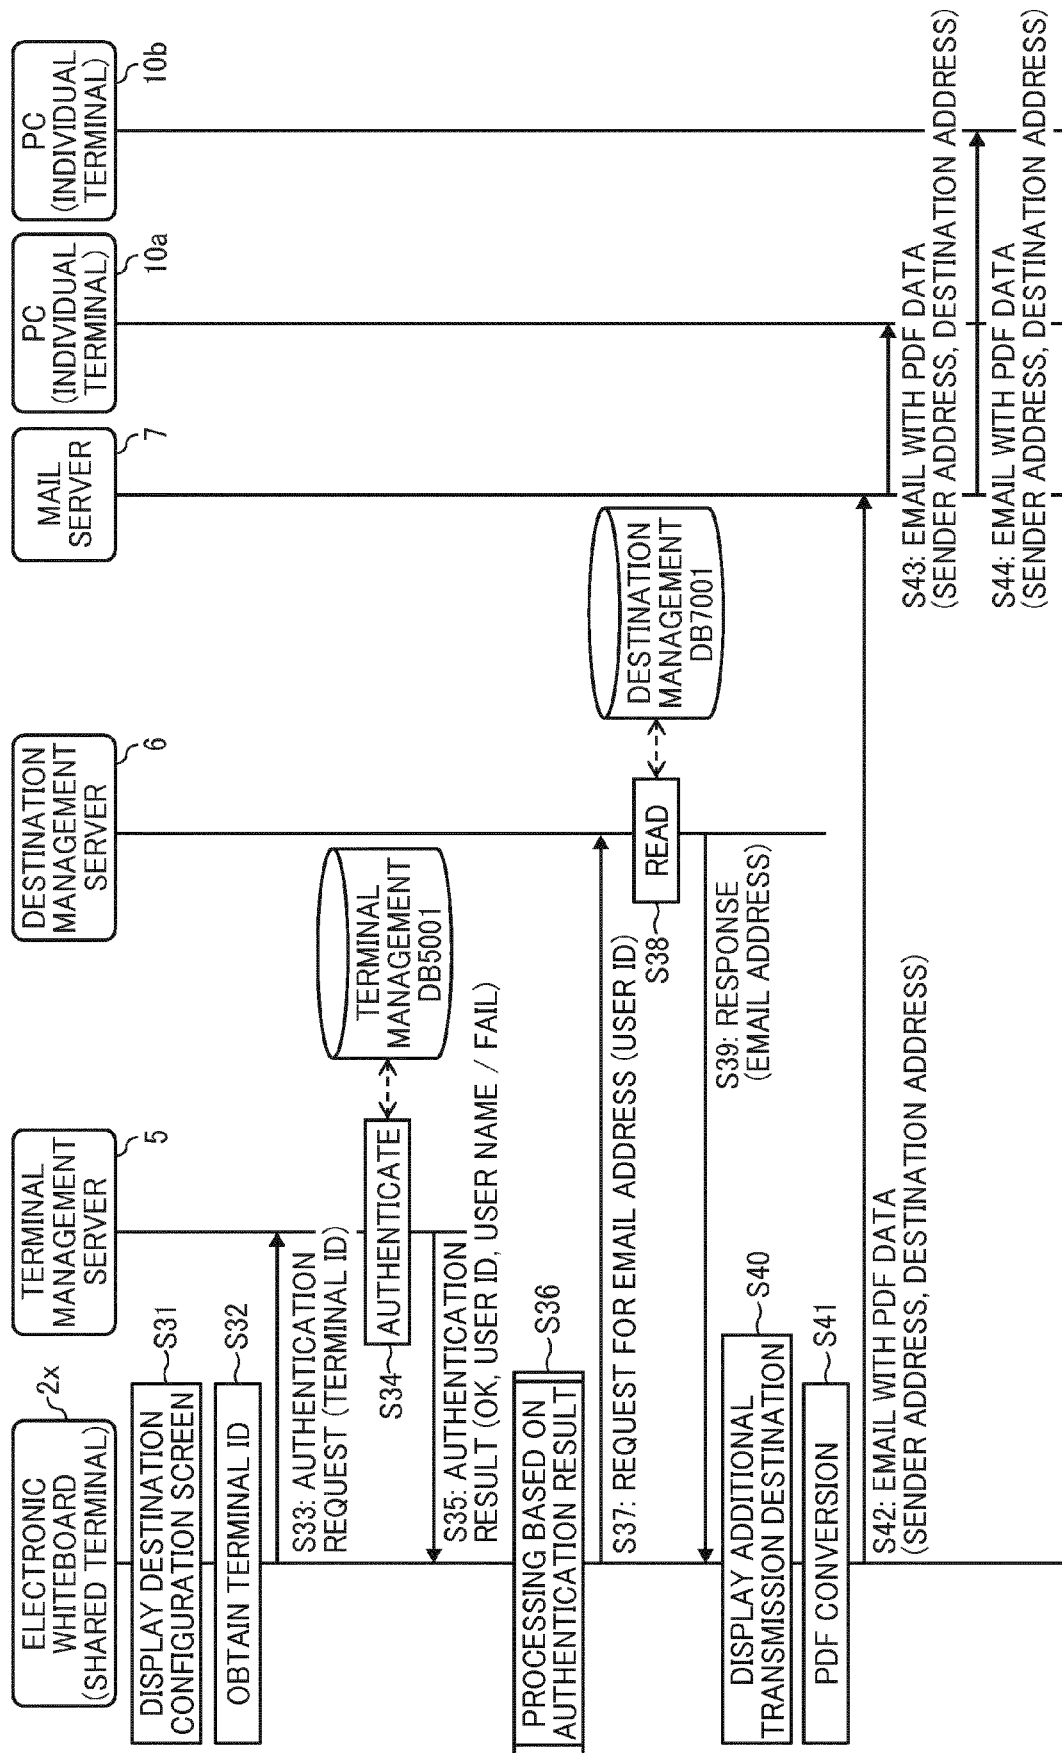 ELECTRONIC
WHITEBOARD
(SHARED TERMINAL)
2x
TERMINAL
MANAGEMENT
SERVER
5
DESTINATION
MANAGEMENT
SERVER
6
MAIL
SERVER
7
PC
(INDIVIDUAL
TERMINAL)
10a
PC
(INDIVIDUAL
TERMINAL)
10b
DISPLAY DESTINATION
CONFIGURATION SCREEN
S31
OBTAIN TERMINAL ID
S32
S33: AUTHENTICATION
REQUEST (TERMINAL ID)
S34
AUTHENTICATE
TERMINAL
MANAGEMENT
DB5001
S35: AUTHENTICATION
RESULT (OK, USER ID, USER NAME / FAIL)
PROCESSING BASED ON
AUTHENTICATION RESULT
S36
S37: REQUEST FOR EMAIL ADDRESS (USER ID)
S38
READ
DESTINATION
MANAGEMENT
DB7001
S39: RESPONSE
(EMAIL ADDRESS)
DISPLAY ADDITIONAL
TRANSMISSION DESTINATION
S40
PDF CONVERSION
S41
S42: EMAIL WITH PDF DATA
(SENDER ADDRESS, DESTINATION ADDRESS)
S43: EMAIL WITH PDF DATA
(SENDER ADDRESS, DESTINATION ADDRESS)
S44: EMAIL WITH PDF DATA
(SENDER ADDRESS, DESTINATION ADDRESS)